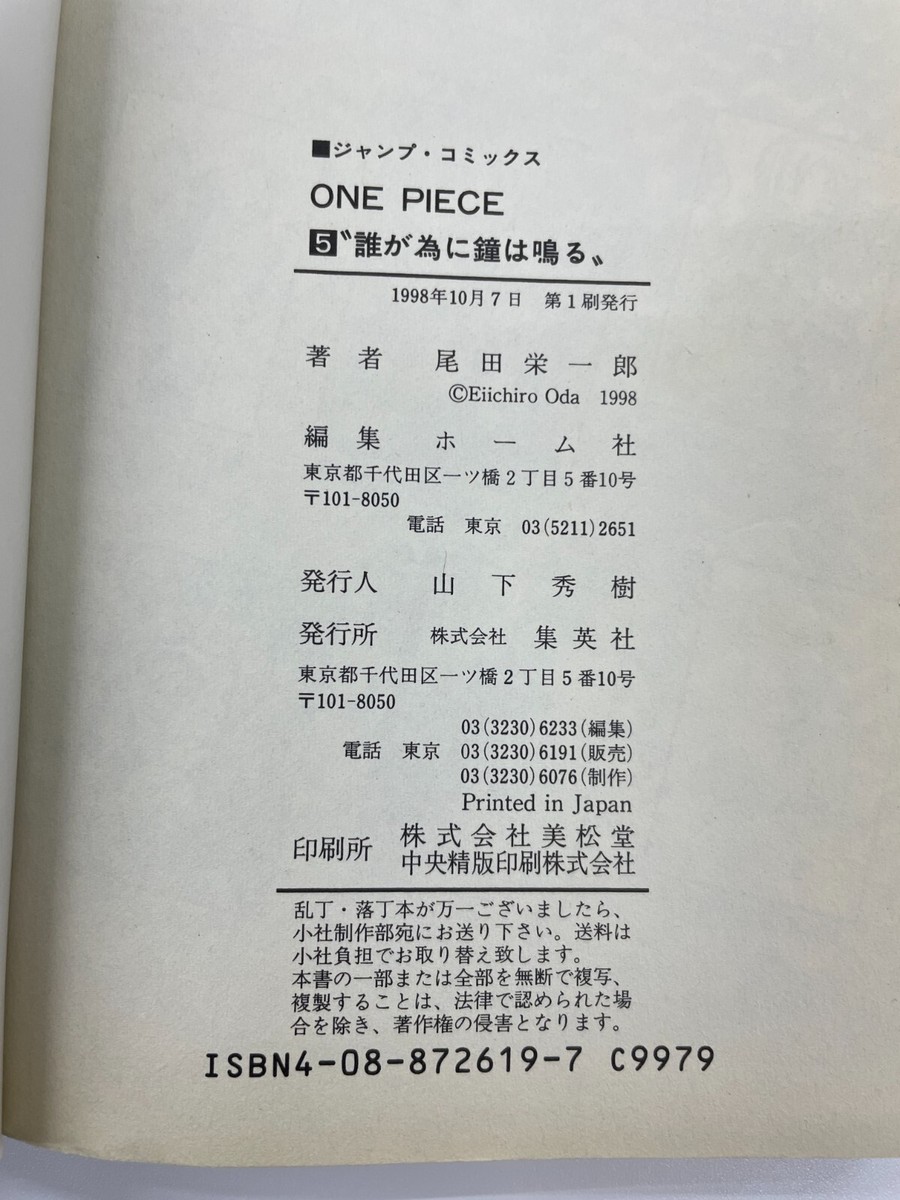 ■ジャンプ・コミックス
ONE PIECE
5〝誰が為に鐘は鳴る〟
1998年10月7日 第1刷発行
著者 尾田栄一郎
©Eiichiro Oda 1998
編集 ホーム社
東京都千代田区一ツ橋2丁目5番10号
〒101-8050
電話 東京 03(5211)2651
発行人 山下秀樹
発行所 株式会社 集英社
東京都千代田区一ツ橋2丁目5番10号
〒101-8050
03(3230)6233(編集)
電話 東京 03(3230)6191(販売)
03(3230)6076(制作)
Printed in Japan
印刷所 株式会社美松堂
中央精版印刷株式会社
乱丁・落丁本が万一ございましたら、
小社制作部宛にお送り下さい。送料は
小社負担でお取り替え致します。
本書の一部または全部を無断で複写、
複製することは、法律で認められた場
合を除き、著作権の侵害となります。
ISBN4-08-872619-7 C9979